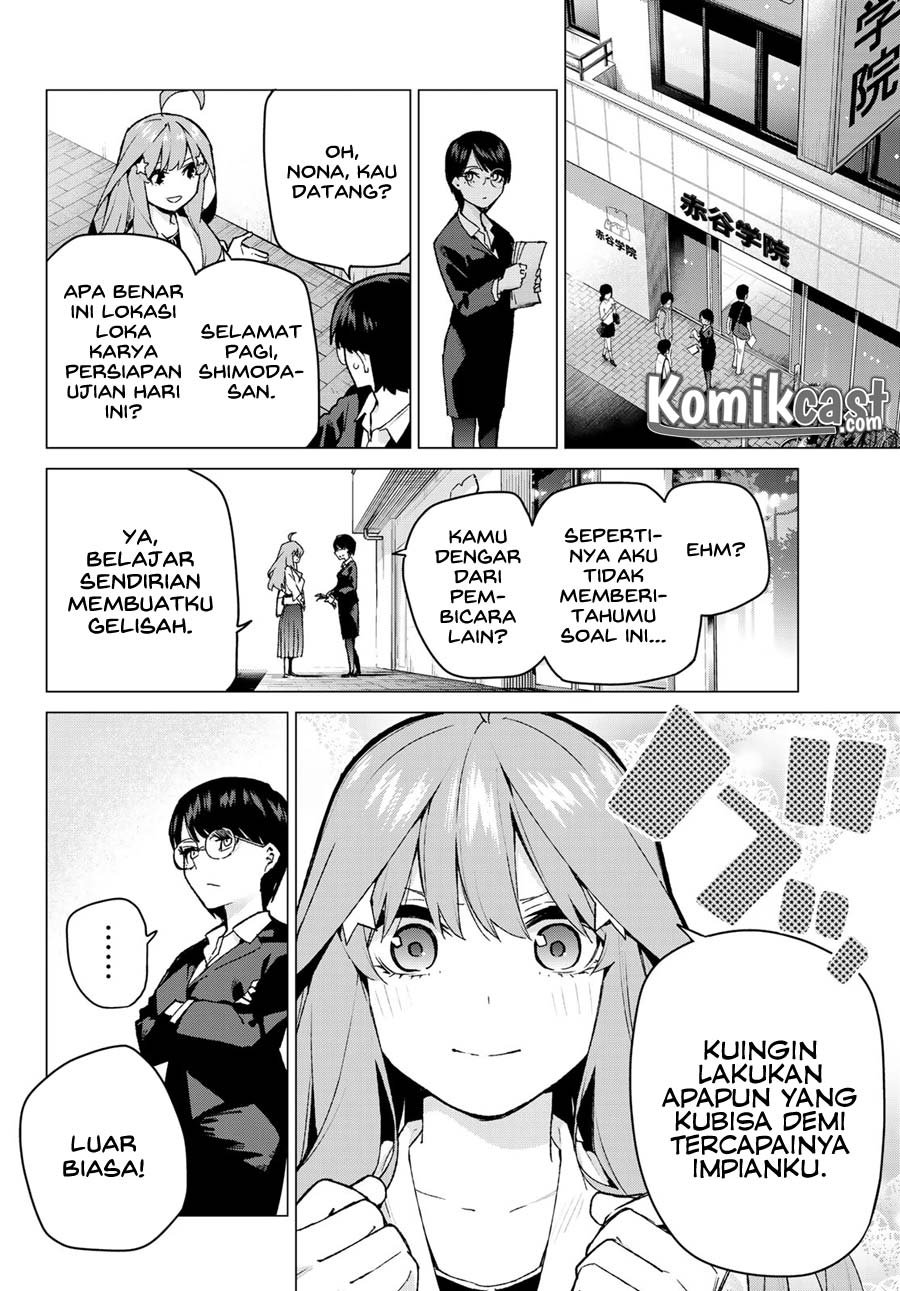 学
院
赤谷学院
赤谷学院
Komikcast
.com
OH,
NONA, KAU
DATANG?
SELAMAT
PAGI,
SHIMODA-
SAN.
APA BENAR
INI LOKASI
LOKA
KARYA
PERSIAPAN
UJIAN HARI
INI?
EHM?
SEPERTI-
NYA AKU
TIDAK
MEMBERI-
TAHUMU
SOAL INI...
KAMU
DENGAR
DARI
PEM-
BICARA
LAIN?
YA,
BELAJAR
SENDIRIAN
MEMBUATKU
GELISAH.
KUINGIN
LAKUKAN
APAPUN YANG
KUBISA DEMI
TERCAPAINYA
IMPIANKU.
......
LUAR
BIASA!